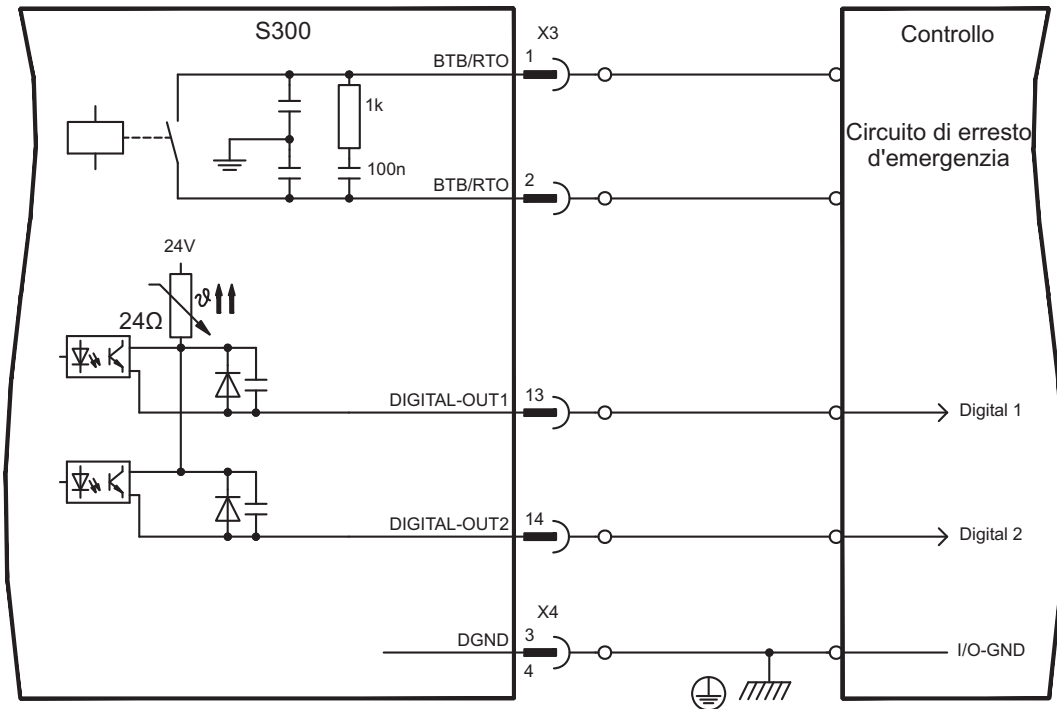 S300
X3
Controllo
BTB/RTO
1
1k
Circuito di erresto
d'emergenzia
100n
BTB/RTO
2
24V
ϑ
24Ω
DIGITAL-OUT1
13
Digital 1
DIGITAL-OUT2
14
Digital 2
X4
DGND
3
4
I/O-GND